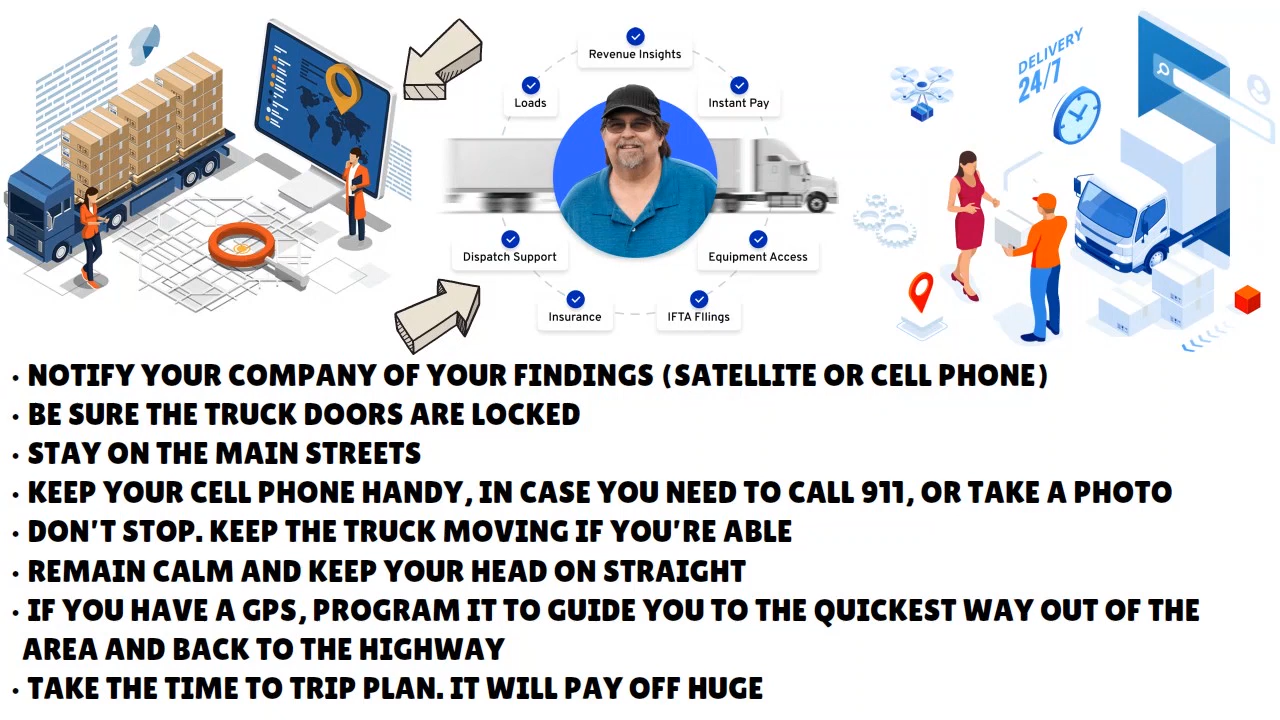 Revenue Insights
Loads
Instant Pay
DELIVERY
24/7
Dispatch Support
Equipment Access
Insurance
IFTA FIlings
• NOTIFY YOUR COMPANY OF YOUR FINDINGS (SATELLITE OR CELL PHONE)
• BE SURE THE TRUCK DOORS ARE LOCKED
• STAY ON THE MAIN STREETS
• KEEP YOUR CELL PHONE HANDY, IN CASE YOU NEED TO CALL 911, OR TAKE A PHOTO
• DON'T STOP. KEEP THE TRUCK MOVING IF YOU'RE ABLE
• REMAIN CALM AND KEEP YOUR HEAD ON STRAIGHT
• IF YOU HAVE A GPS, PROGRAM IT TO GUIDE YOU TO THE QUICKEST WAY OUT OF THE
AREA AND BACK TO THE HIGHWAY
• TAKE THE TIME TO TRIP PLAN. IT WILL PAY OFF HUGE